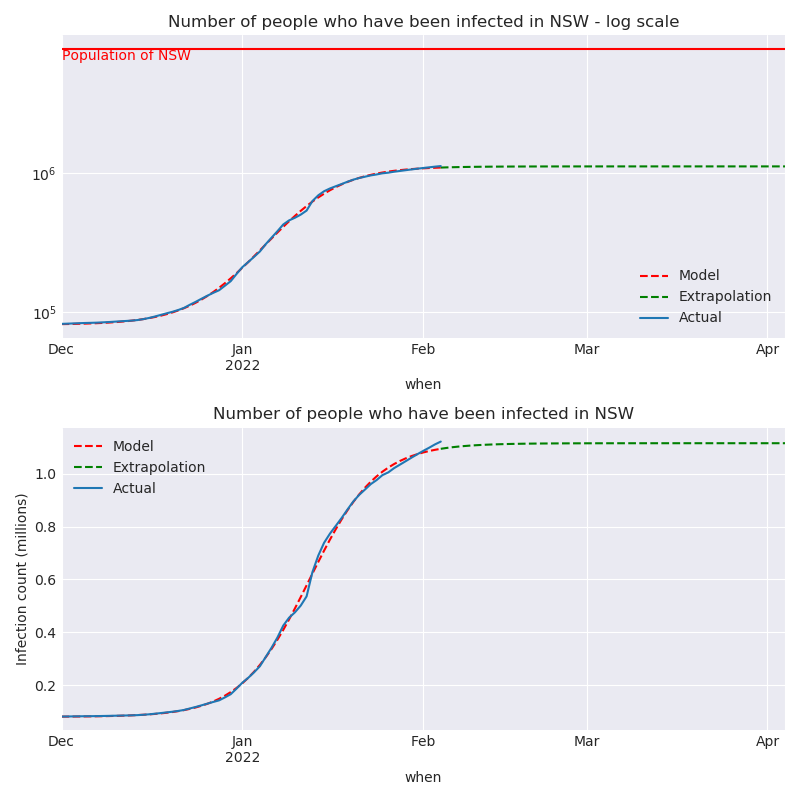 Number of people who have been infected in NSW - log scale
Population of NSW
10^6
10^5
Model
Extrapolation
Actual
Dec
Jan
2022
Feb
Mar
Apr
when
Number of people who have been infected in NSW
Model
Extrapolation
Actual
Infection count (millions)
1.0
0.8
0.6
0.4
0.2
Dec
Jan
2022
Feb
Mar
Apr
when